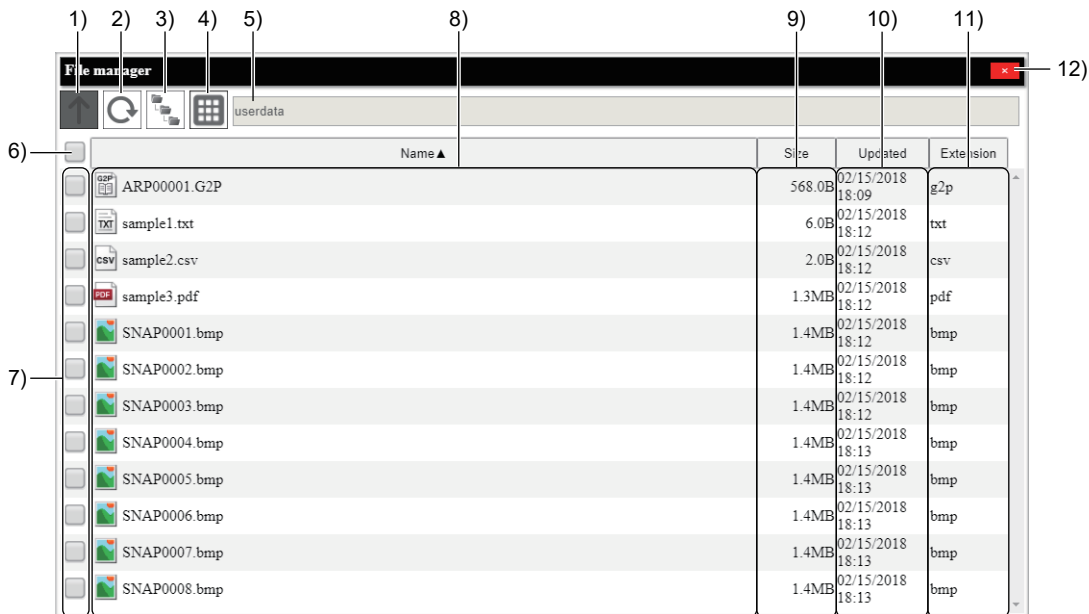 1) 2) 3) 4) 5) 8) 9) 10) 11)
File manager × 12)
userdata
6) Name▲ Size Updated Extension
G2P ARP00001.G2P 568.0B 02/15/2018 18:09 g2p
TXT sample1.txt 6.0B 02/15/2018 18:12 txt
csv sample2.csv 2.0B 02/15/2018 18:12 csv
PDF sample3.pdf 1.3MB 02/15/2018 18:12 pdf
SNAP0001.bmp 1.4MB 02/15/2018 18:12 bmp
7) SNAP0002.bmp 1.4MB 02/15/2018 18:12 bmp
SNAP0003.bmp 1.4MB 02/15/2018 18:12 bmp
SNAP0004.bmp 1.4MB 02/15/2018 18:13 bmp
SNAP0005.bmp 1.4MB 02/15/2018 18:13 bmp
SNAP0006.bmp 1.4MB 02/15/2018 18:13 bmp
SNAP0007.bmp 1.4MB 02/15/2018 18:13 bmp
SNAP0008.bmp 1.4MB 02/15/2018 18:13 bmp